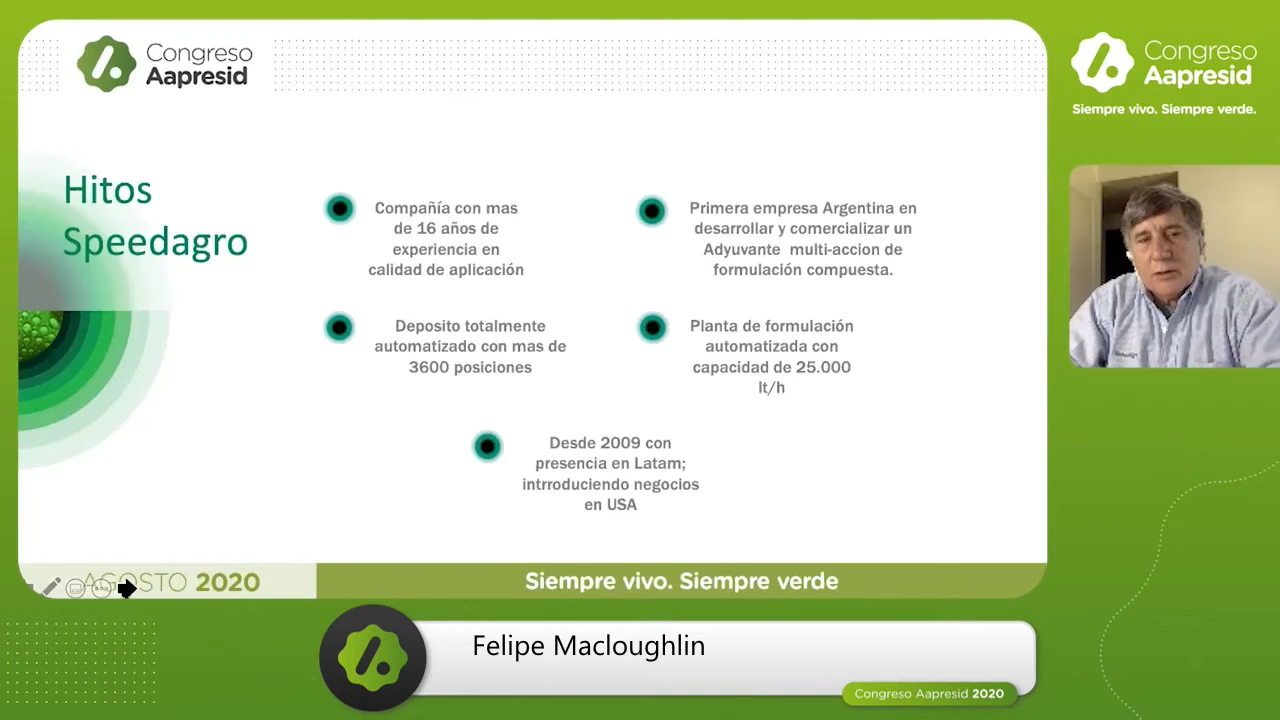 Congreso
Aapresid
Congreso
Aapresid
Siempre vivo. Siempre verde.
Hitos
Speedagro
Compañía con mas
de 16 años de
experiencia en
calidad de aplicación
Primera empresa Argentina en
desarrollar y comercializar un
Adyuvante multi-accion de
formulación compuesta.
Deposito totalmente
automatizado con mas de
3600 posiciones
Planta de formulación
automatizada con
capacidad de 25.000
lt/h
Desde 2009 con
presencia en Latam;
intrroduciendo negocios
en USA
AGOSTO 2020
Siempre vivo. Siempre verde
Felipe Macloughlin
Congreso Aapresid 2020